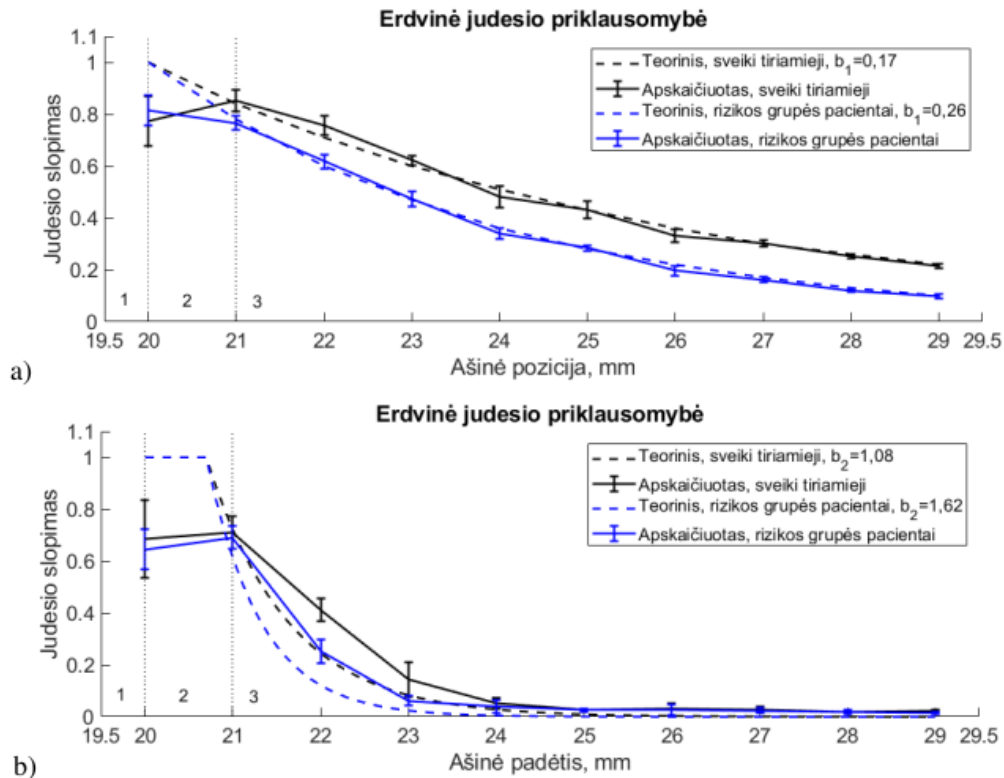 Erdvinė judesio priklausomybė
Teorinis, sveiki tiriamieji, b1=0,17
Apskaičiuotas, sveiki tiriamieji
Teorinis, rizikos grupės pacientai, b1=0,26
Apskaičiuotas, rizikos grupės pacientai
Judesio slopimas
1.1
1
0.8
0.6
0.4
0.2
0
1 2 3
19.5 20 21 22 23 24 25 26 27 28 29 29.5
Ašinė pozicija, mm
a)
Erdvinė judesio priklausomybė
Teorinis, sveiki tiriamieji, b2=1,08
Apskaičiuotas, sveiki tiriamieji
Teorinis, rizikos grupės pacientai, b2=1,62
Apskaičiuotas, rizikos grupės pacientai
Judesio slopimas
1.1
1
0.8
0.6
0.4
0.2
0
1 2 3
19.5 20 21 22 23 24 25 26 27 28 29 29.5
Ašinė padėtis, mm
b)